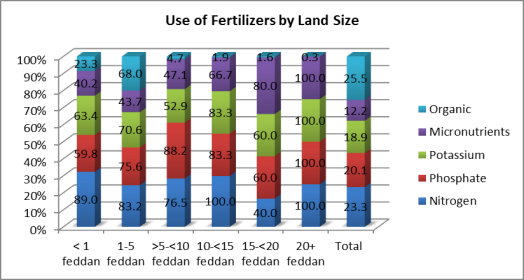 Use of Fertilizers by Land Size
100%
90%
80%
70%
60%
50%
40%
30%
20%
10%
0%
23.3 68.0 4.7 1.9 1.6 0.3 25.5
40.2 43.7 47.1 66.7 80.0 100.0 12.2
63.4 70.6 52.9 83.3 60.0 100.0 18.9
59.8 75.6 88.2 83.3 60.0 100.0 20.1
89.0 83.2 76.5 100.0 40.0 100.0 23.3
< 1 1-5 >5-<10 10-<15 15-<20 20+ Total
feddan feddan feddan feddan feddan feddan
Organic
Micronutrients
Potassium
Phosphate
Nitrogen